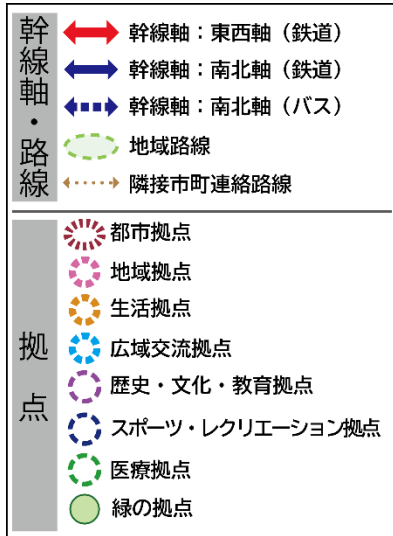 幹線軸・路線
幹線軸：東西軸（鉄道）
幹線軸：南北軸（鉄道）
幹線軸：南北軸（バス）
地域路線
隣接市町連絡路線
拠点
都市拠点
地域拠点
生活拠点
広域交流拠点
歴史・文化・教育拠点
スポーツ・レクリエーション拠点
医療拠点
緑の拠点